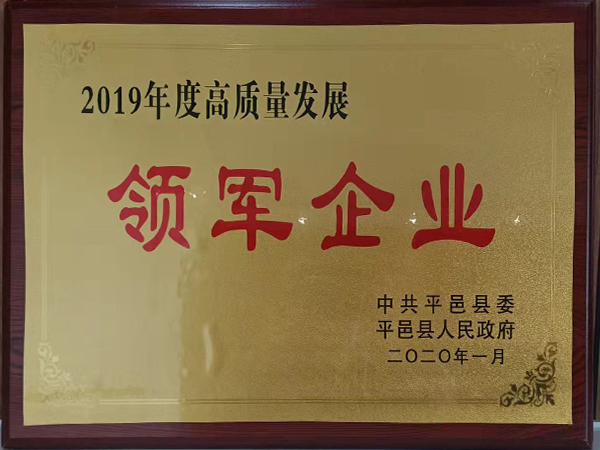 2019年度高质量发展
领军企业
中共平邑县委
平邑县人民政府
二〇二〇年一月